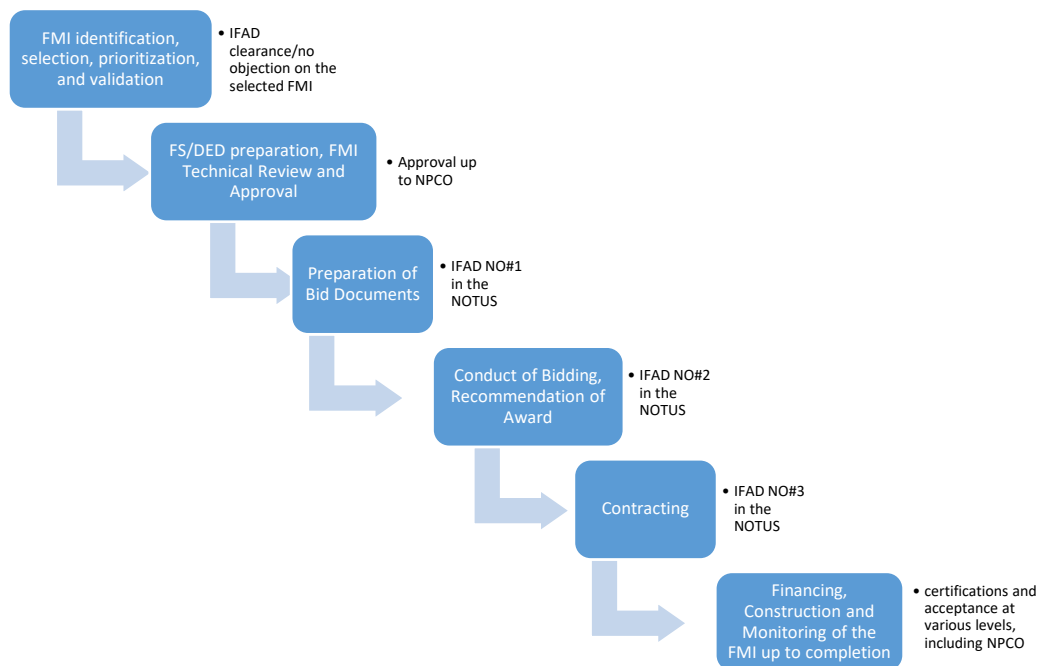 FMI identification,
selection, prioritization,
and validation
• IFAD
clearance/no
objection on the
selected FMI
FS/DED preparation, FMI
Technical Review and
Approval
• Approval up
to NPCO
Preparation of
Bid Documents
• IFAD NO#1
in the
NOTUS
Conduct of Bidding,
Recommendation of
Award
• IFAD NO#2
in the
NOTUS
Contracting
• IFAD NO#3
in the
NOTUS
Financing,
Construction and
Monitoring of the
FMI up to completion
• certifications and
acceptance at
various levels,
including NPCO